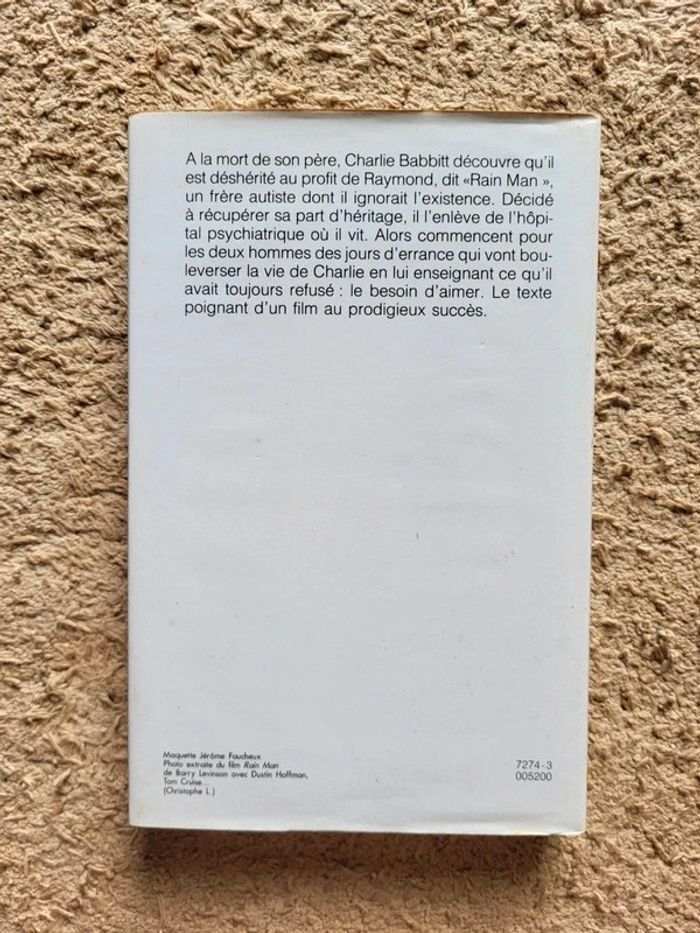 A la mort de son père, Charlie Babbitt découvre qu'il
est déshérité au profit de Raymond, dit «Rain Man »,
un frère autiste dont il ignorait l'existence. Décidé
à récupérer sa part d'héritage, il l'enlève de l'hôpi-
tal psychiatrique où il vit. Alors commencent pour
les deux hommes des jours d'errance qui vont bou-
leverser la vie de Charlie en lui enseignant ce qu'il
avait toujours refusé : le besoin d'aimer. Le texte
poignant d'un film au prodigieux succès.
Maquette Jérôme Faucheux
Photo extraite du film Rain Man
de Barry Levinson avec Dustin Hoffman,
Tom Cruise...
(Christophe L.)
7274-3
005200